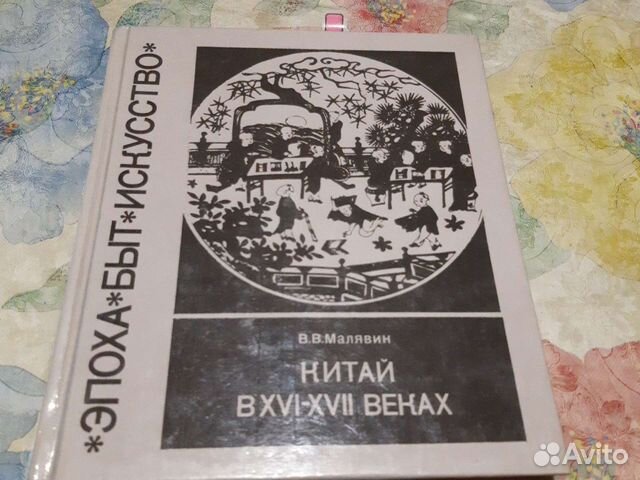 *ЭПОХА*БЫТ*ИСКУССТВО*
В.В.Малявин
КИТАЙ
В XVI-XVII ВЕКАХ
Avito